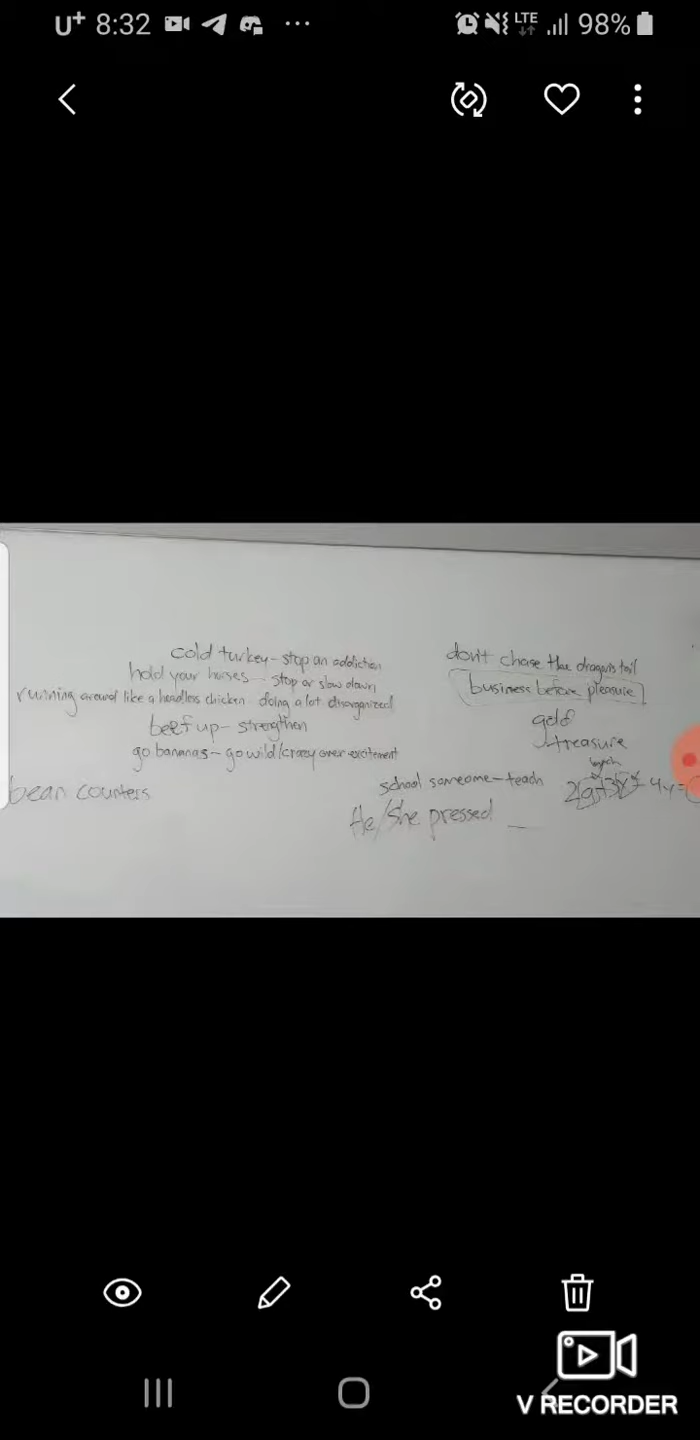 U+ 8:32 ... LTE 98%
cold turkey - stop an addiction
hold your horses - stop or slow down
running around like a headless chicken doing a lot disorganized
beef up - strengthen
go bananas - go wild/crazy over excitement
bean counters
don't chase the dragon's tail
business before pleasure
gold
treasure
school someone - teach
He/She pressed _
V RECORDER